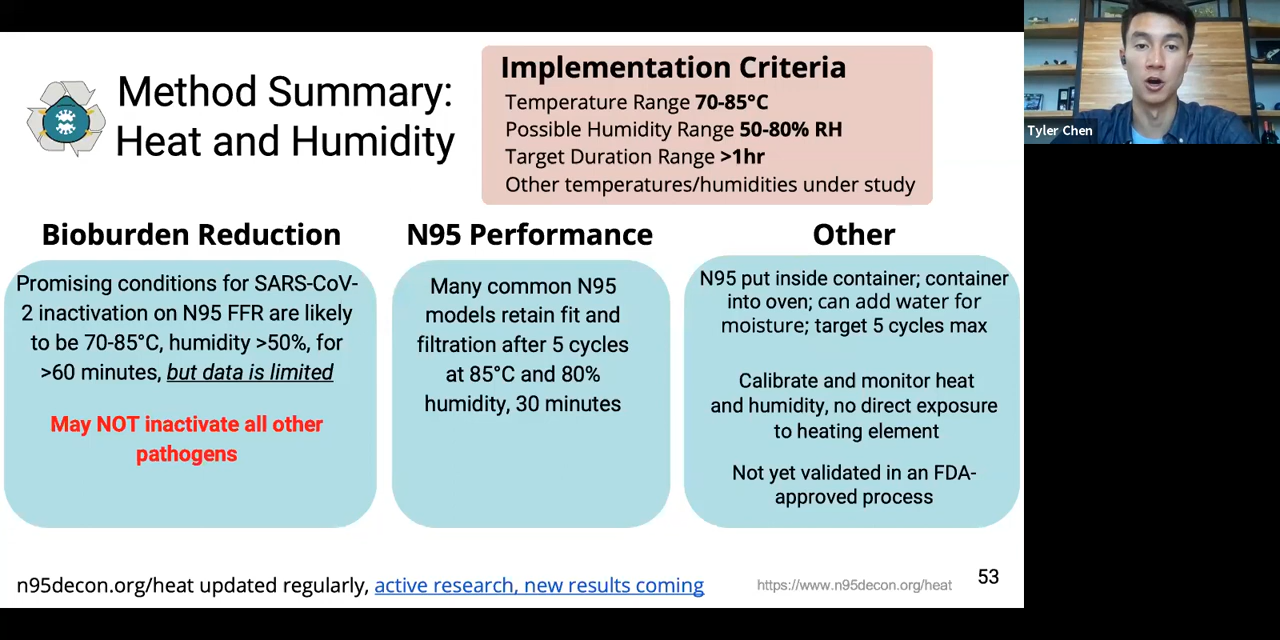 Method Summary:
Heat and Humidity
Implementation Criteria
Temperature Range 70-85°C
Possible Humidity Range 50-80% RH
Target Duration Range >1hr
Other temperatures/humidities under study
Tyler Chen
Bioburden Reduction
Promising conditions for SARS-CoV-
2 inactivation on N95 FFR are likely
to be 70-85°C, humidity >50%, for
>60 minutes, but data is limited
May NOT inactivate all other
pathogens
N95 Performance
Many common N95
models retain fit and
filtration after 5 cycles
at 85°C and 80%
humidity, 30 minutes
Other
N95 put inside container; container
into oven; can add water for
moisture; target 5 cycles max
Calibrate and monitor heat
and humidity, no direct exposure
to heating element
Not yet validated in an FDA-
approved process
n95decon.org/heat updated regularly, active research, new results coming
https://www.n95decon.org/heat
53